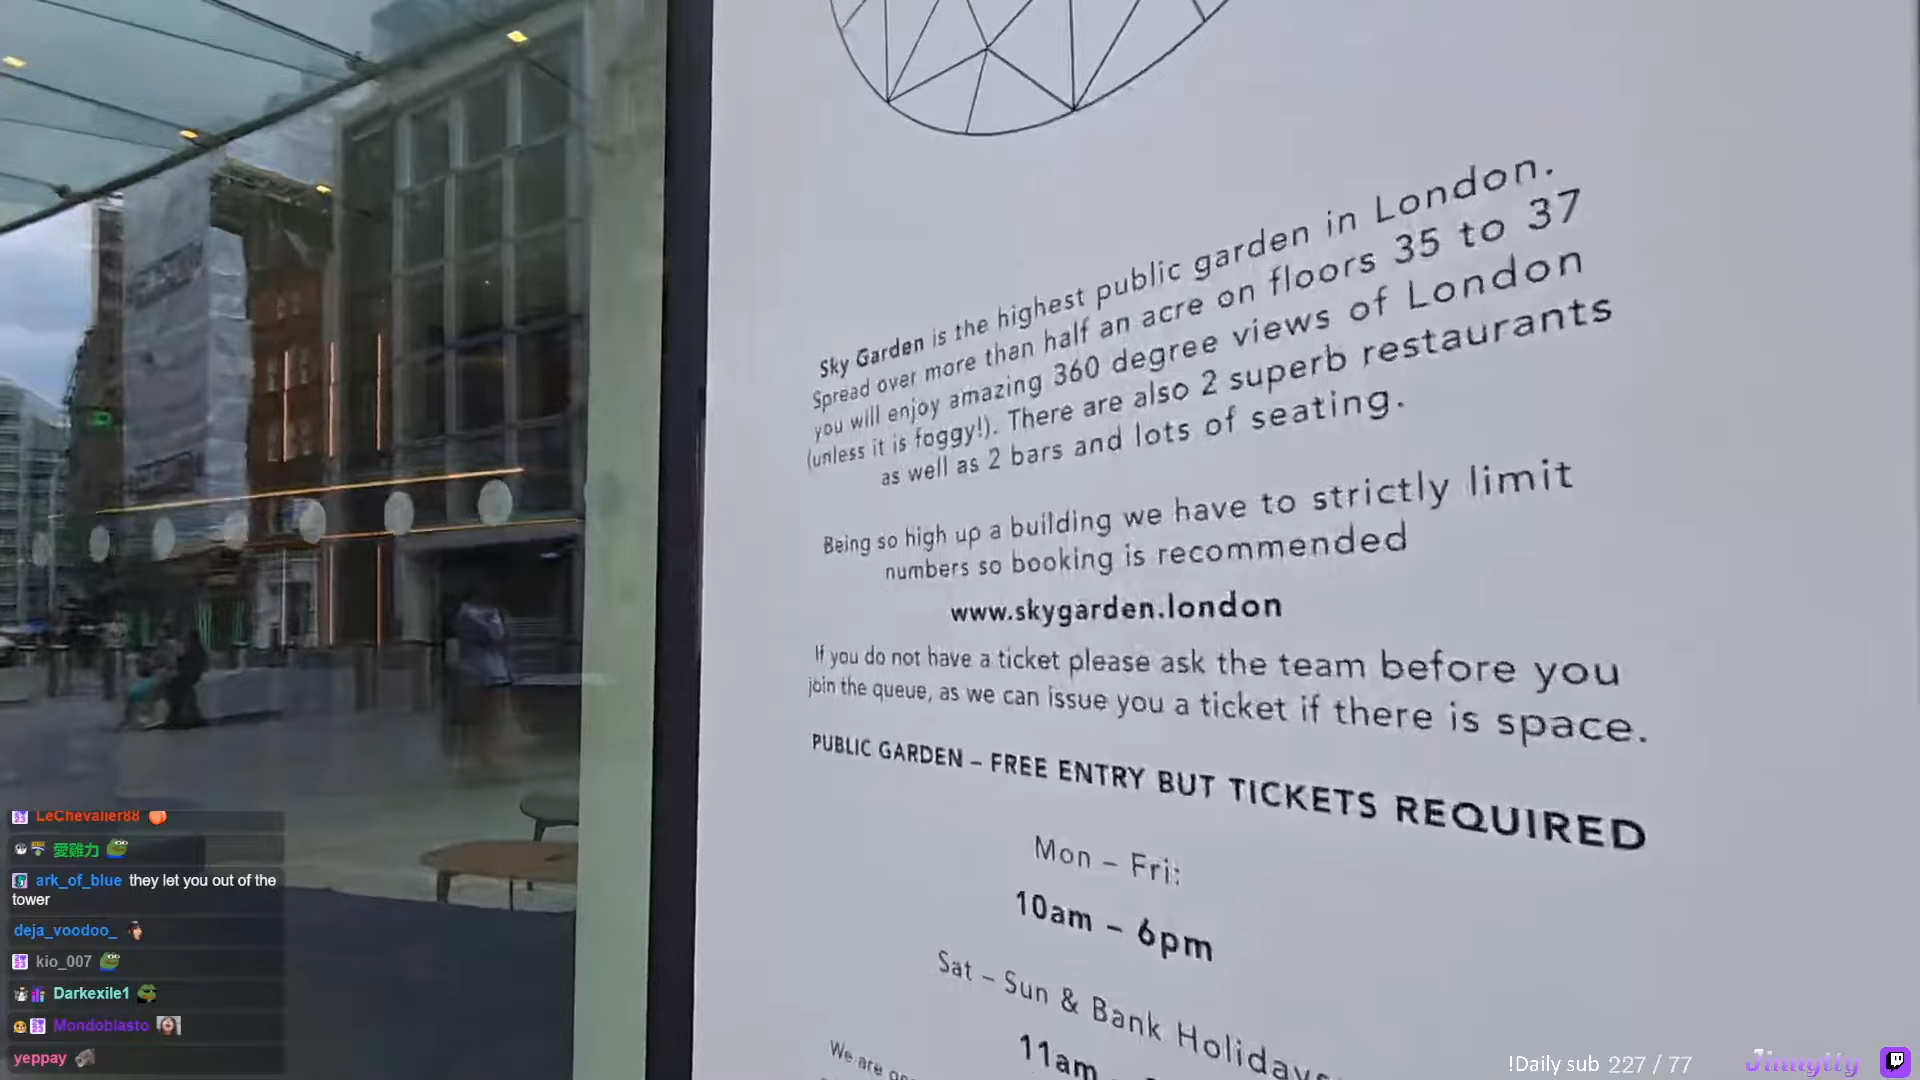 Sky Garden is the highest public garden in London.
Spread over more than half an acre on floors 35 to 37
you will enjoy amazing 360 degree views of London
(unless it is foggy!). There are also 2 superb restaurants
as well as 2 bars and lots of seating.
Being so high up a building we have to strictly limit
numbers so booking is recommended
www.skygarden.london
If you do not have a ticket please ask the team before you
join the queue, as we can issue you a ticket if there is space.
PUBLIC GARDEN – FREE ENTRY BUT TICKETS REQUIRED
Mon – Fri:
10am – 6pm
Sat – Sun & Bank Holidays
11am
We are
LeChevalier88
愛雞力
ark_of_blue they let you out of the
tower
deja_voodoo_
kio_007
Darkexile1
Mondoblasto
yeppay
!Daily sub 227 / 77